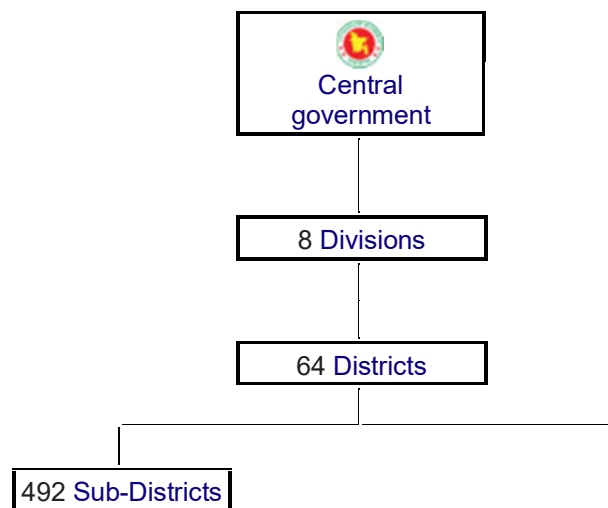 Central
government
8 Divisions
64 Districts
492 Sub-Districts